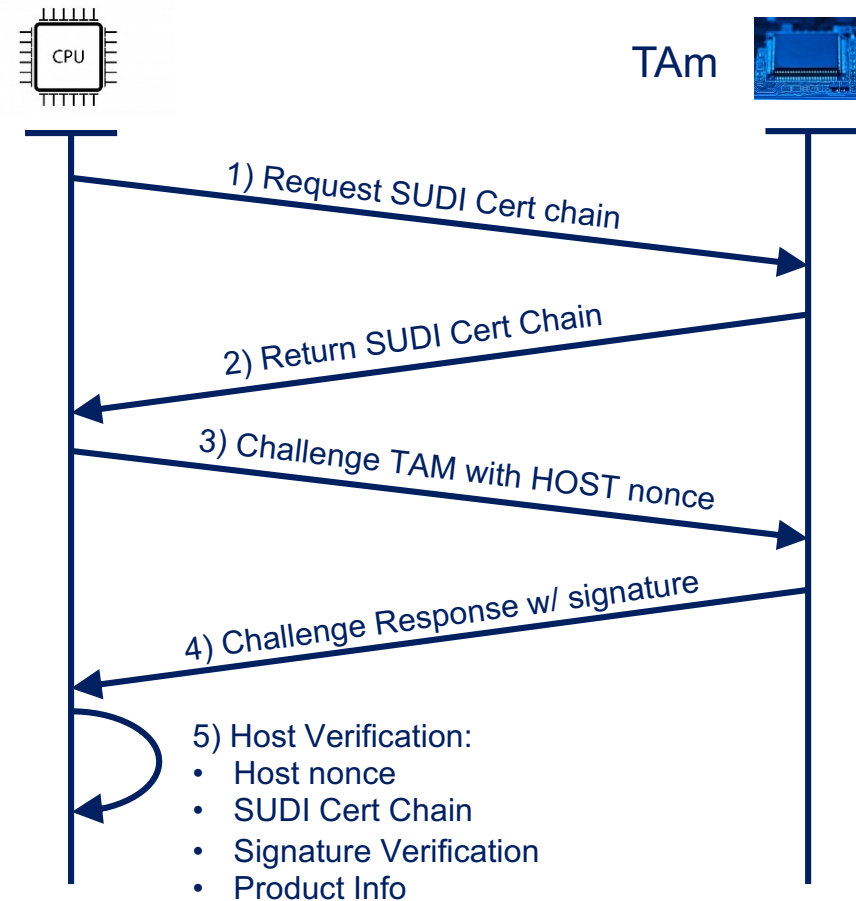 CPU
TAm
1) Request SUDI Cert chain
2) Return SUDI Cert Chain
3) Challenge TAM with HOST nonce
4) Challenge Response w/ signature
5) Host Verification:
• Host nonce
• SUDI Cert Chain
• Signature Verification
• Product Info